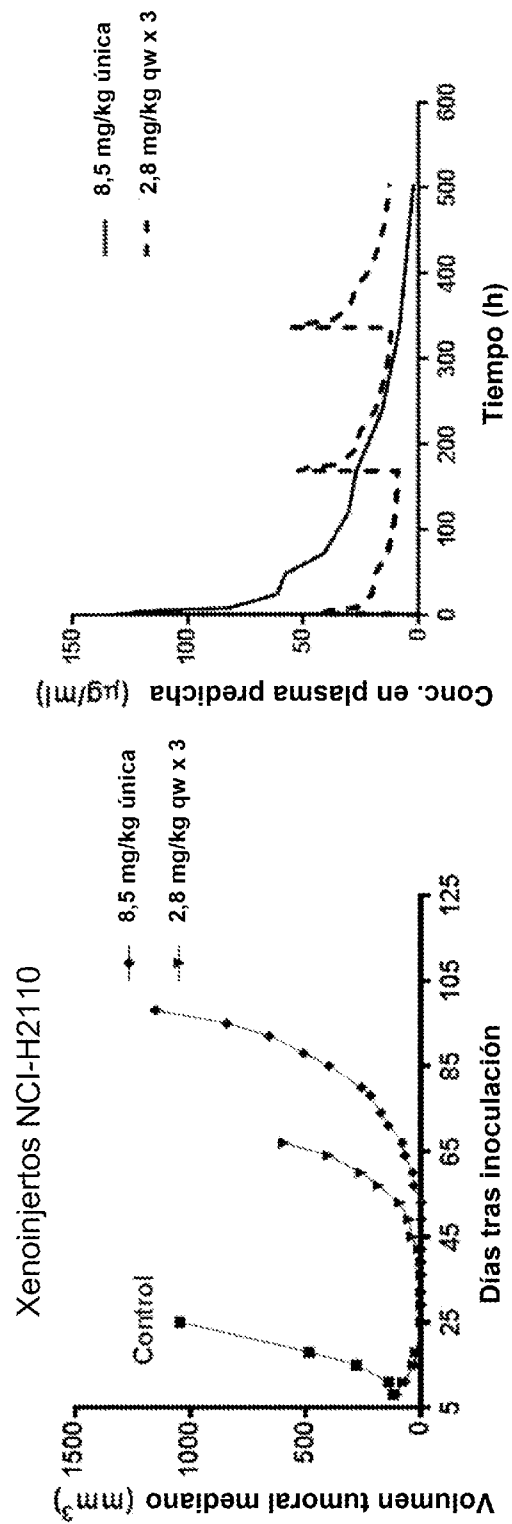 Xenoinjertos NCI-H2110
Volumen tumoral mediano (mm³)
1500
1000
500
0
Control
8,5 mg/kg única
2,8 mg/kg qw x 3
5
25
45
65
85
105
125
Días tras inoculación
Conc. en plasma predicha (µg/ml)
150
100
50
0
8,5 mg/kg única
2,8 mg/kg qw x 3
0
100
200
300
400
500
600
Tiempo (h)